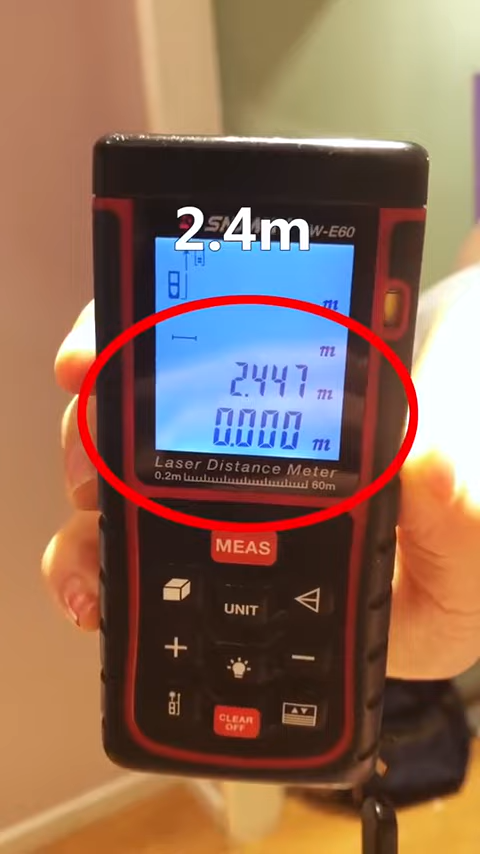 2.4m
W-E60
m
m
2.447 m
0.000 m
Laser Distance Meter
0.2m 60m
MEAS
UNIT
CLEAR
OFF